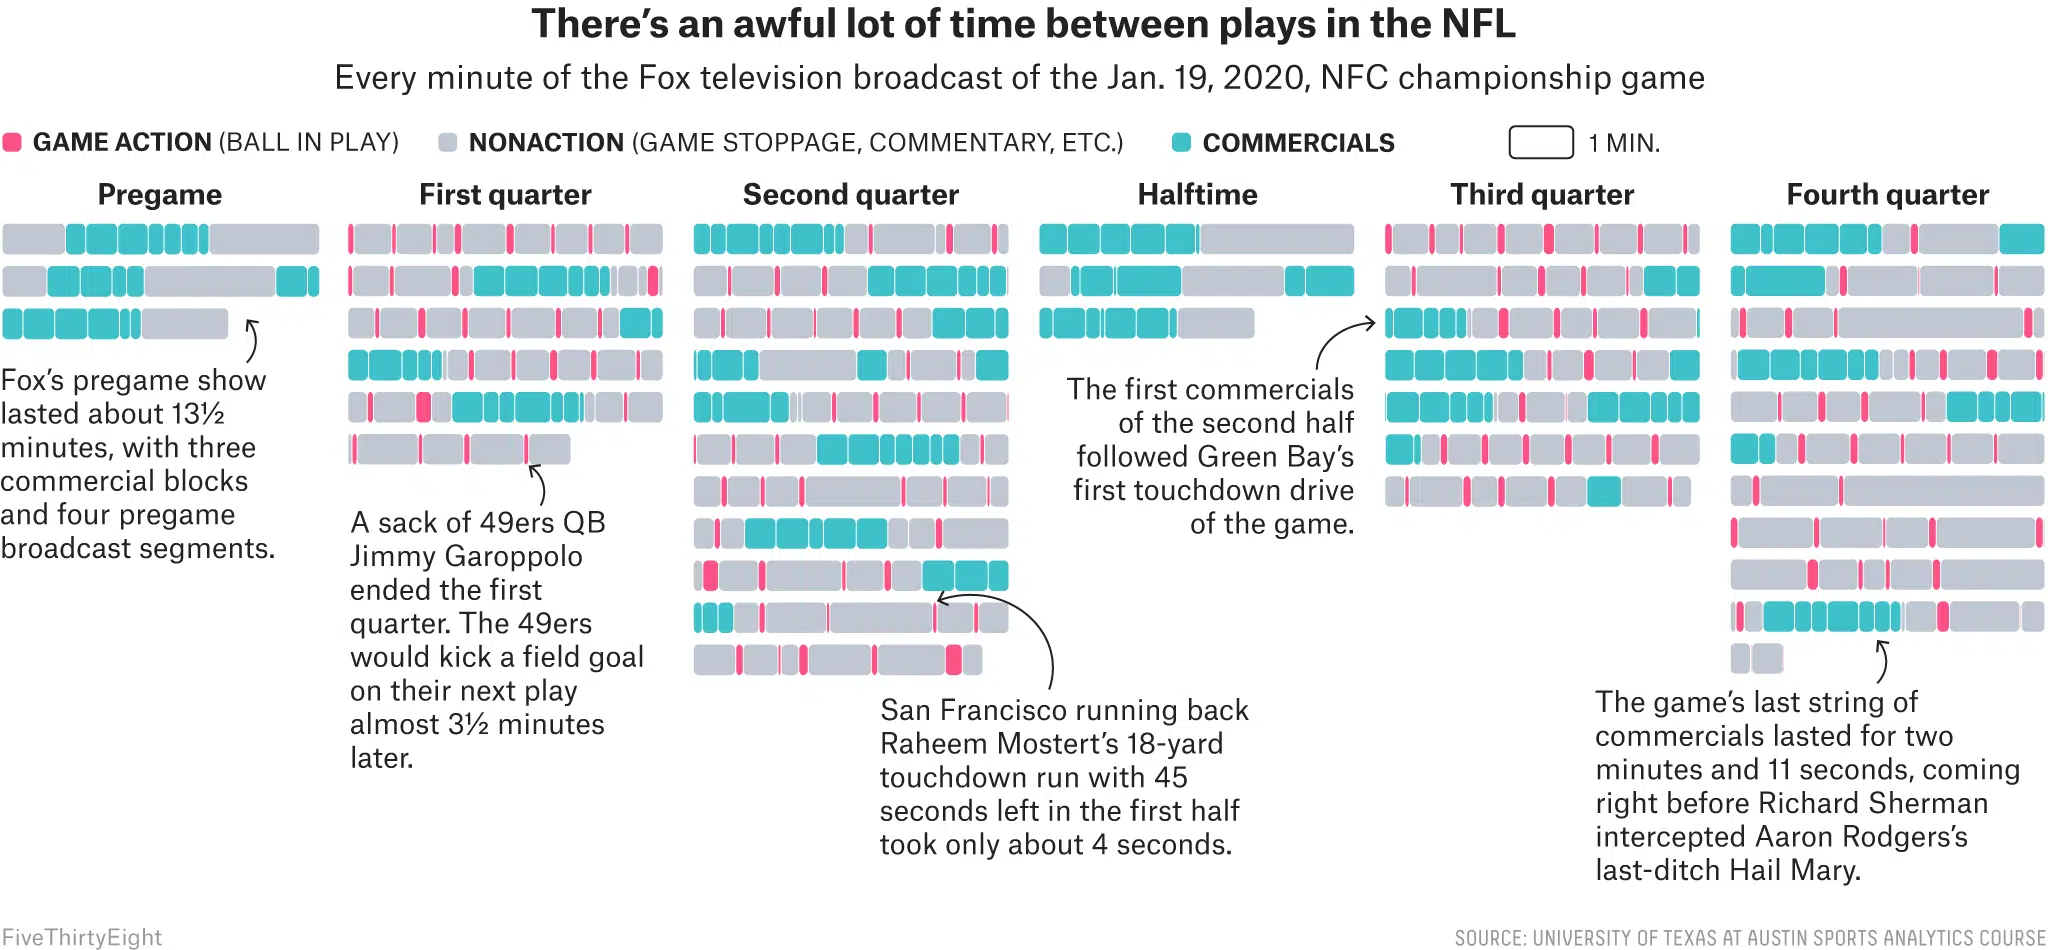 There's an awful lot of time between plays in the NFL
Every minute of the Fox television broadcast of the Jan. 19, 2020, NFC championship game
GAME ACTION (BALL IN PLAY) NONACTION (GAME STOPPAGE, COMMENTARY, ETC.) COMMERCIALS 1 MIN.
Pregame First quarter Second quarter Halftime Third quarter Fourth quarter
Fox's pregame show
lasted about 13½
minutes, with three
commercial blocks
and four pregame
broadcast segments.
A sack of 49ers QB
Jimmy Garoppolo
ended the first
quarter. The 49ers
would kick a field goal
on their next play
almost 3½ minutes
later.
San Francisco running back
Raheem Mostert's 18-yard
touchdown run with 45
seconds left in the first half
took only about 4 seconds.
The first commercials
of the second half
followed Green Bay's
first touchdown drive
of the game.
The game's last string of
commercials lasted for two
minutes and 11 seconds, coming
right before Richard Sherman
intercepted Aaron Rodgers's
last-ditch Hail Mary.
FiveThirtyEight
SOURCE: UNIVERSITY OF TEXAS AT AUSTIN SPORTS ANALYTICS COURSE